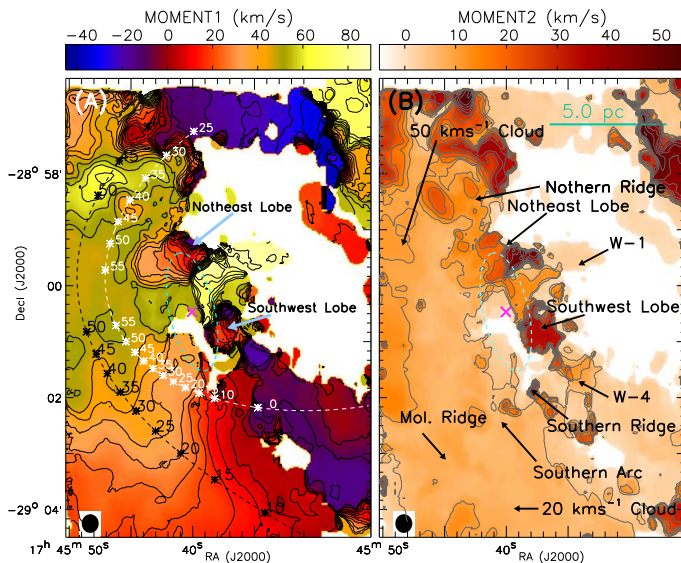 MOMENT1 (km/s)
MOMENT2 (km/s)
−40 −20 0 20 40 60 80
0 10 20 30 40 50
(A)
(B)
25
30
35
40
45
50
55
55
50
45
40
35
30
25
20
10
0
50
45
40
35
30
25
20
15
10
Notheast Lobe
Southwest Lobe
5.0 pc
50 kms⁻¹ Cloud
Nothern Ridge
Notheast Lobe
W-1
Southwest Lobe
W-4
Mol. Ridge
Southern Ridge
Southern Arc
20 kms⁻¹ Cloud
Decl (J2000)
−28° 58'
00
02
−29° 04'
17ʰ 45ᵐ 50ˢ 40ˢ
RA (J2000)
50ˢ 40ˢ
RA (J2000)